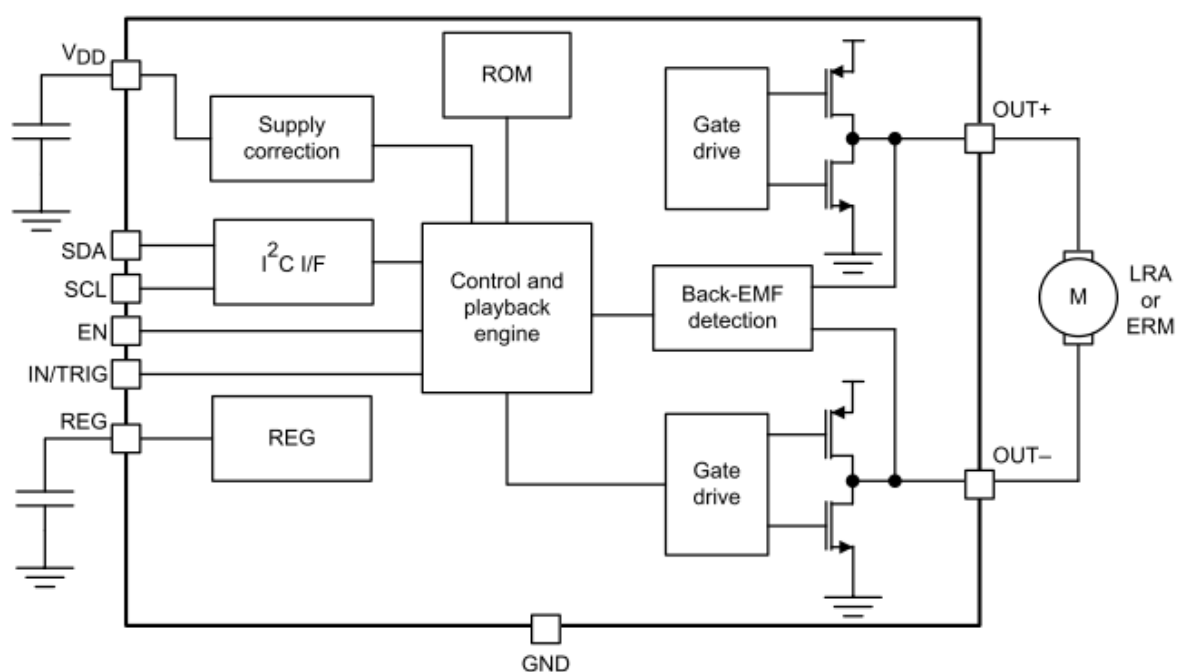 VDD
ROM
Supply
correction
Gate
drive
OUT+
SDA
I2C I/F
SCL
Control and
playback
engine
Back-EMF
detection
M
LRA
or
ERM
EN
IN/TRIG
REG
REG
Gate
drive
OUT–
GND